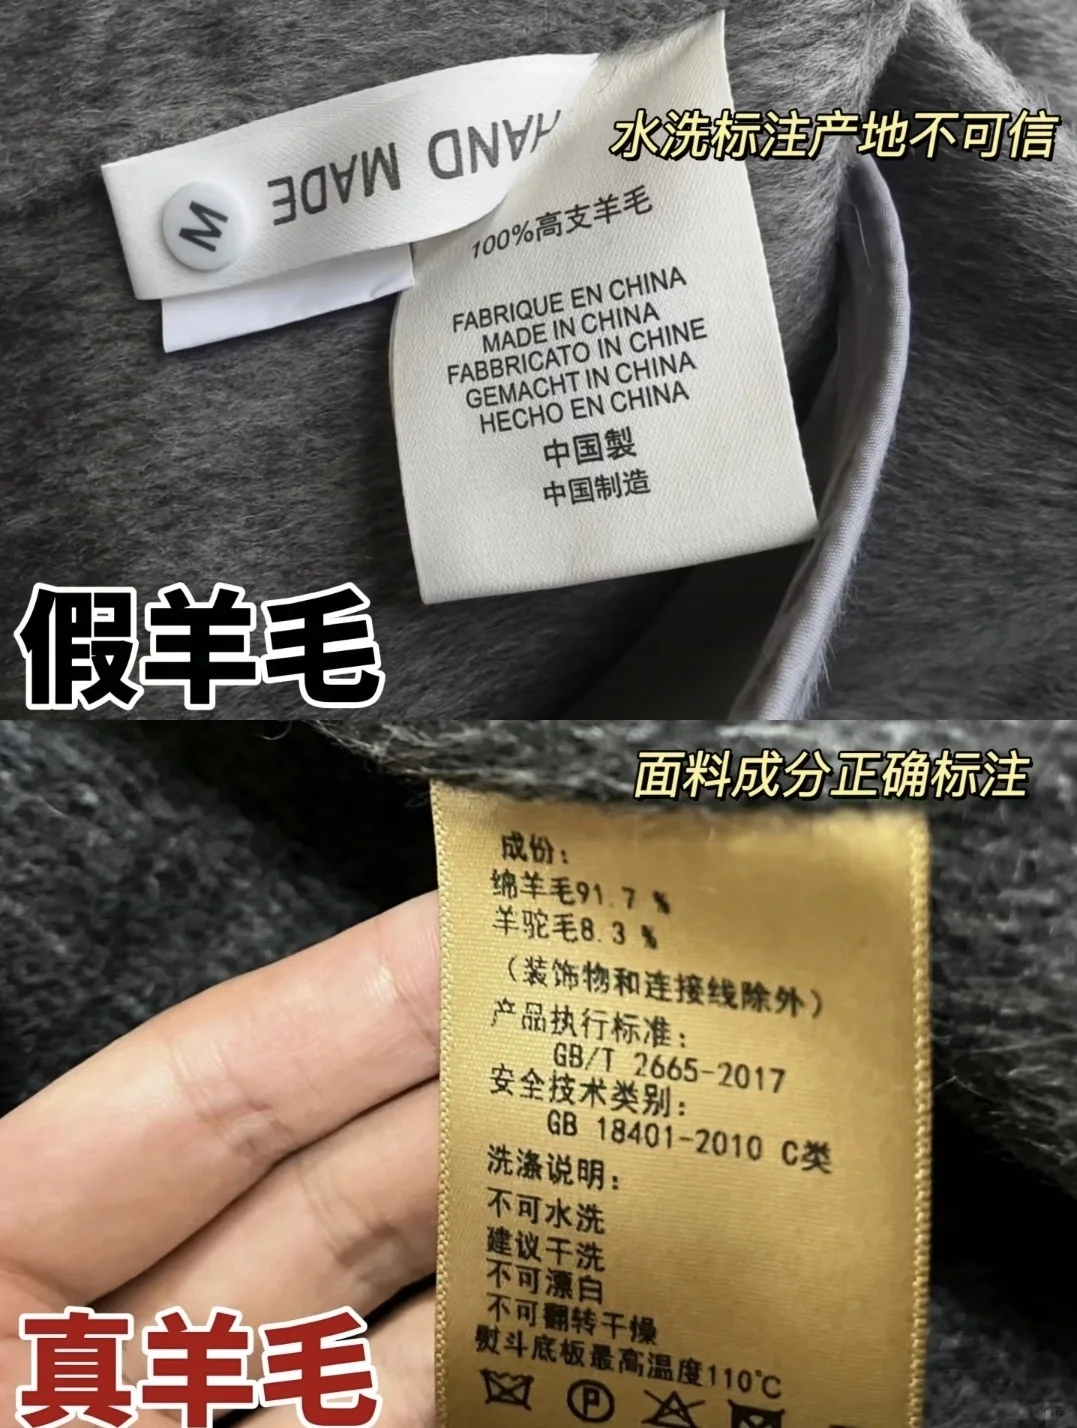 水洗标注产地不可信
HAND MADE
M
100%高支羊毛
FABRIQUE EN CHINA
MADE IN CHINA
FABBRICATO IN CHINE
GEMACHT IN CHINA
HECHO EN CHINA
中国製
中国制造
假羊毛
面料成分正确标注
成份：
绵羊毛91.7 %
羊驼毛8.3 %
（装饰物和连接线除外）
产品执行标准：
GB/T 2665-2017
安全技术类别：
GB 18401-2010 C类
洗涤说明：
不可水洗
建议干洗
不可漂白
不可翻转干燥
熨斗底板最高温度110℃
P
真羊毛